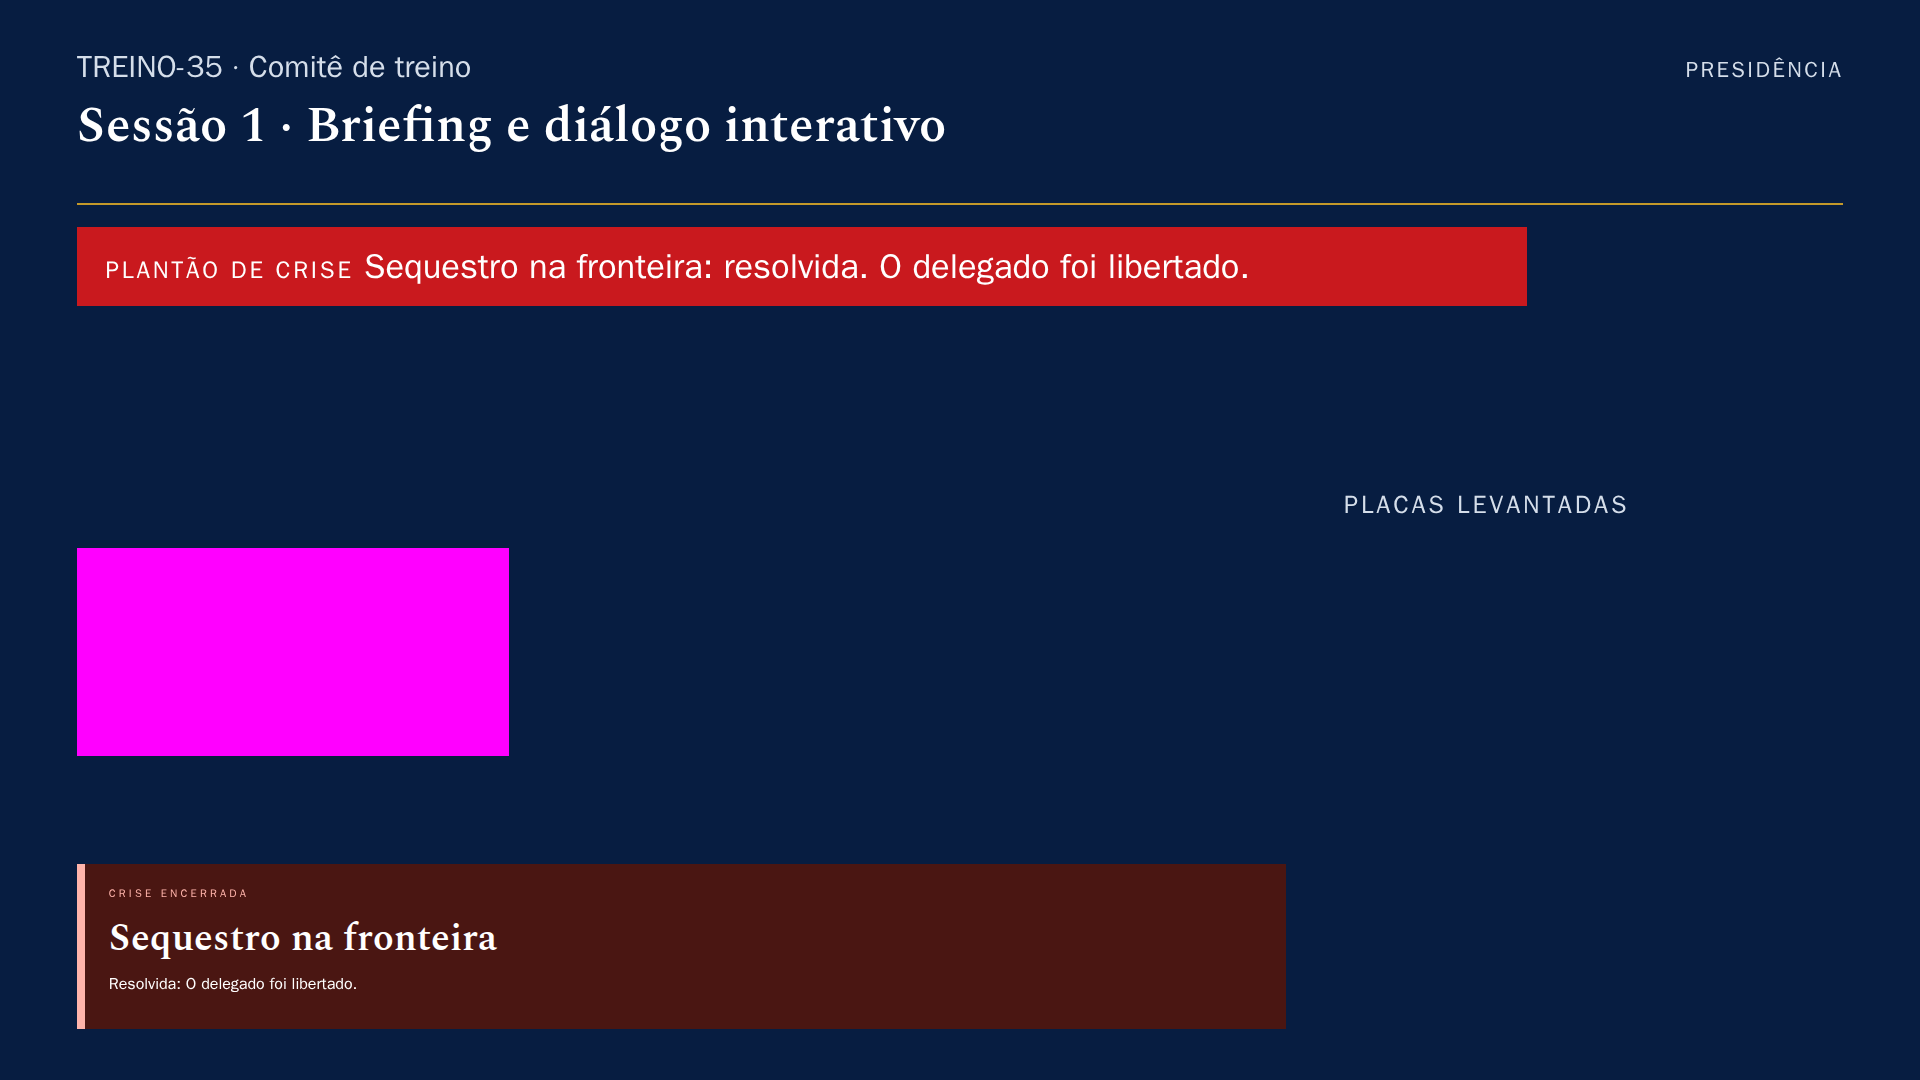 TREINO-35 · Comitê de treino
PRESIDÊNCIA
Sessão 1 · Briefing e diálogo interativo
PLANTÃO DE CRISE Sequestro na fronteira: resolvida. O delegado foi libertado.
PLACAS LEVANTADAS
CRISE ENCERRADA
Sequestro na fronteira
Resolvida: O delegado foi libertado.